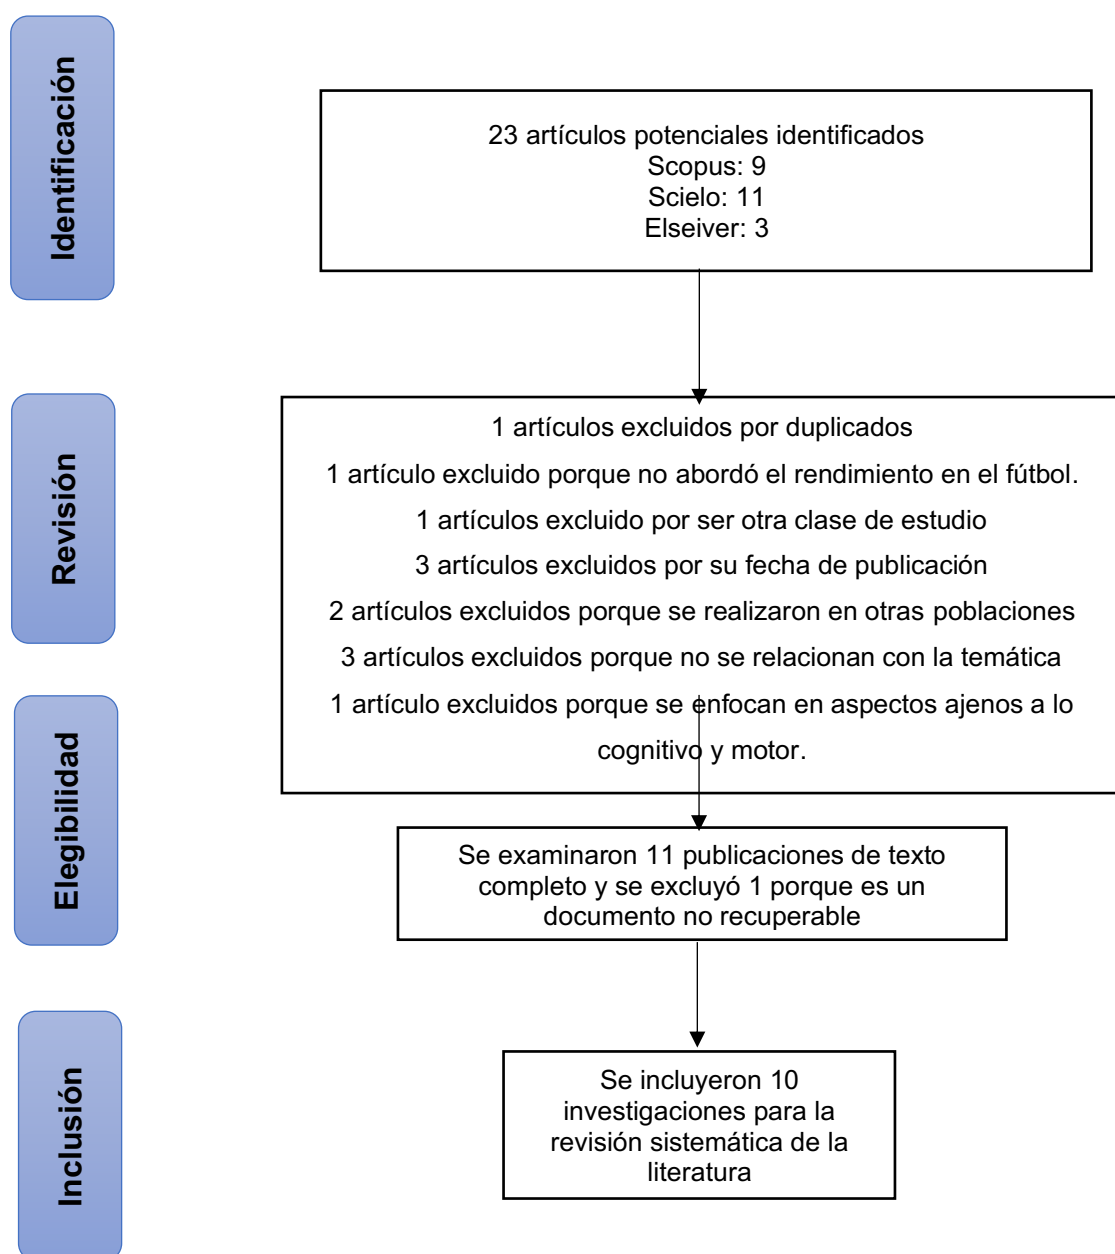 Identificación
23 artículos potenciales identificados
Scopus: 9
Scielo: 11
Elseiver: 3
Revisión
1 artículos excluidos por duplicados
1 artículo excluido porque no abordó el rendimiento en el fútbol.
1 artículos excluido por ser otra clase de estudio
3 artículos excluidos por su fecha de publicación
2 artículos excluidos porque se realizaron en otras poblaciones
3 artículos excluidos porque no se relacionan con la temática
1 artículo excluidos porque se enfocan en aspectos ajenos a lo
cognitivo y motor.
Elegibilidad
Se examinaron 11 publicaciones de texto
completo y se excluyó 1 porque es un
documento no recuperable
Inclusión
Se incluyeron 10
investigaciones para la
revisión sistemática de la
literatura